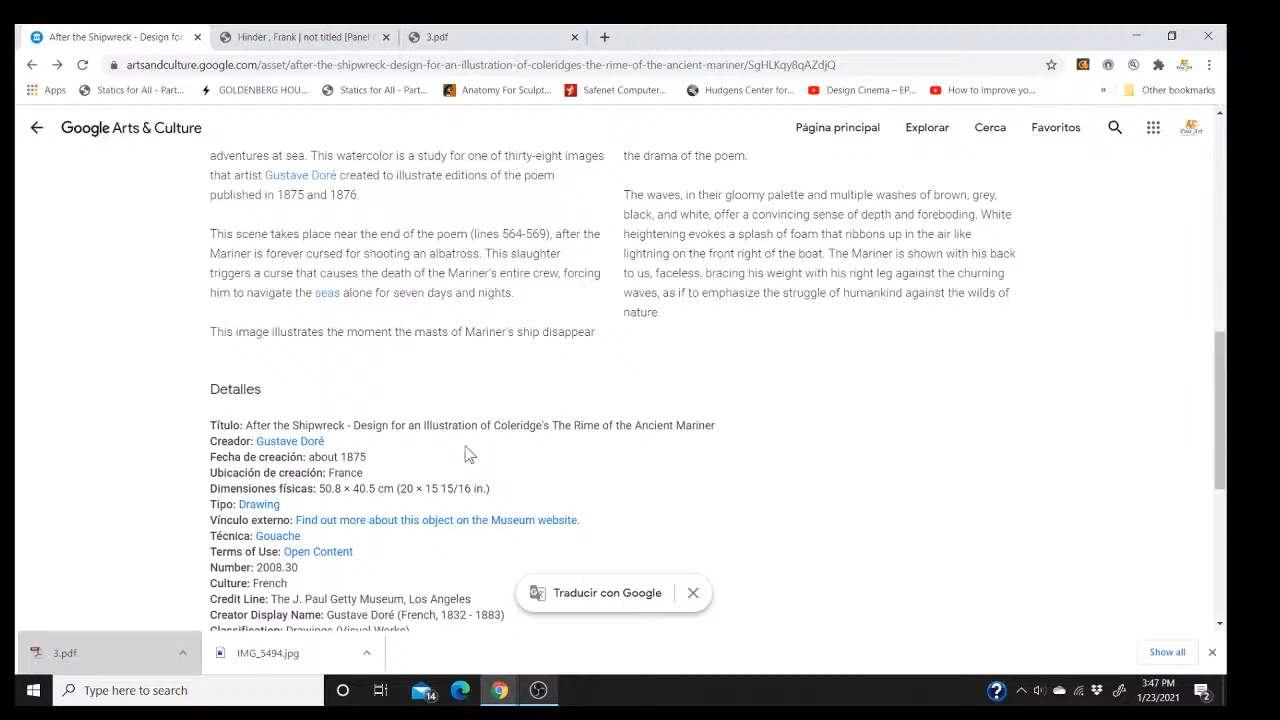 After the Shipwreck - Design for
Hinder , Frank | not titled [Panel
3.pdf
artsandculture.google.com/asset/after-the-shipwreck-design-for-an-illustration-of-coleridges-the-rime-of-the-ancient-mariner/SgHLKqy8qAZdjQ
Apps
Statics for All - Part...
GOLDENBERG HOU...
Statics for All - Part...
Anatomy For Sculpt...
Safenet Computer...
Hudgens Center for...
Design Cinema – EP...
How to Improve yo...
»
Other bookmarks
Google Arts & Culture
Página principal
Explorar
Cerca
Favoritos
adventures at sea. This watercolor is a study for one of thirty-eight images
that artist Gustave Doré created to illustrate editions of the poem
published in 1875 and 1876.
This scene takes place near the end of the poem (lines 564-569), after the
Mariner is forever cursed for shooting an albatross. This slaughter
triggers a curse that causes the death of the Mariner's entire crew, forcing
him to navigate the seas alone for seven days and nights.
This image illustrates the moment the masts of Mariner's ship disappear
the drama of the poem.
The waves, in their gloomy palette and multiple washes of brown, grey,
black, and white, offer a convincing sense of depth and foreboding. White
heightening evokes a splash of foam that ribbons up in the air like
lightning on the front right of the boat. The Mariner is shown with his back
to us, faceless, bracing his weight with his right leg against the churning
waves, as if to emphasize the struggle of humankind against the wilds of
nature.
Detalles
Título: After the Shipwreck - Design for an Illustration of Coleridge's The Rime of the Ancient Mariner
Creador: Gustave Doré
Fecha de creación: about 1875
Ubicación de creación: France
Dimensiones físicas: 50.8 × 40.5 cm (20 × 15 15/16 in.)
Tipo: Drawing
Vínculo externo: Find out more about this object on the Museum website.
Técnica: Gouache
Terms of Use: Open Content
Number: 2008.30
Culture: French
Credit Line: The J. Paul Getty Museum, Los Angeles
Creator Display Name: Gustave Doré (French, 1832 - 1883)
Classification: Drawings (Visual Works)
Traducir con Google
3.pdf
IMG_5494.jpg
Show all
Type here to search
14
3:47 PM
1/23/2021
2